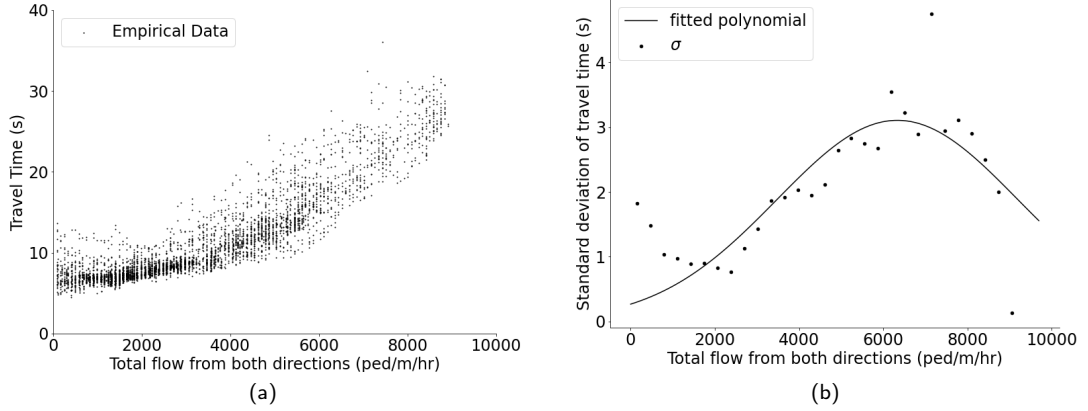 40
30
20
10
0
Travel Time (s)
Empirical Data
0 2000 4000 6000 8000 10000
Total flow from both directions (ped/m/hr)
(a)
4
3
2
1
0
Standard deviation of travel time (s)
fitted polynomial
σ
0 2000 4000 6000 8000 10000
Total flow from both directions (ped/m/hr)
(b)